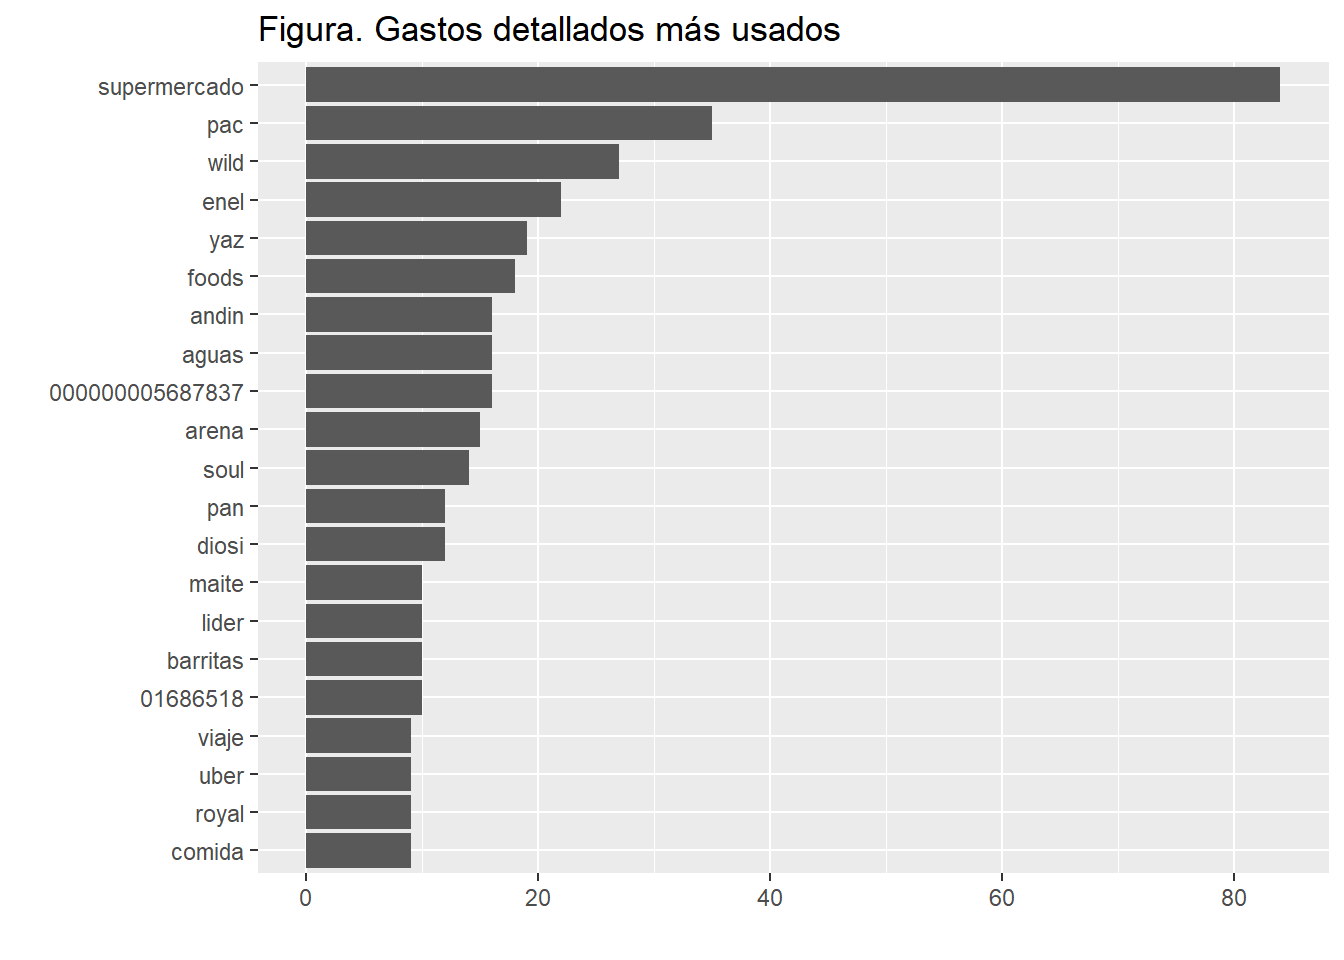 Figura. Gastos detallados más usados
supermercado
pac
wild
enel
yaz
foods
andin
aguas
000000005687837
arena
soul
pan
diosi
maite
lider
barritas
01686518
viaje
uber
royal
comida
0 20 40 60 80